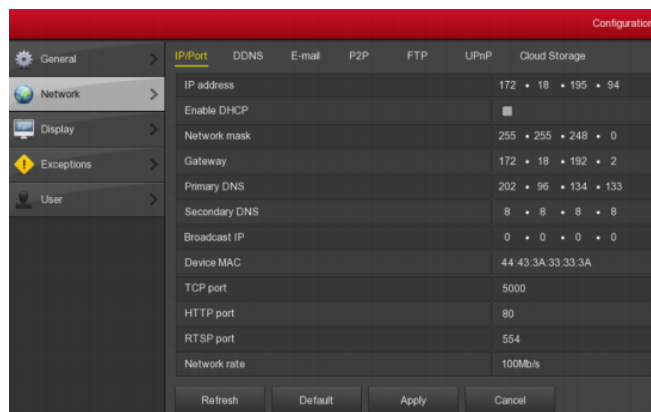 Configuration
General
Network
Display
Exceptions
User
IP/Port DDNS E-mail P2P FTP UPnP Cloud Storage
IP address 172 • 18 • 195 • 94
Enable DHCP
Network mask 255 • 255 • 248 • 0
Gateway 172 • 18 • 192 • 2
Primary DNS 202 • 96 • 134 • 133
Secondary DNS 8 • 8 • 8 • 8
Broadcast IP 0 • 0 • 0 • 0
Device MAC 44:43:3A:33:33:3A
TCP port 5000
HTTP port 80
RTSP port 554
Network rate 100Mb/s
Refresh Default Apply Cancel